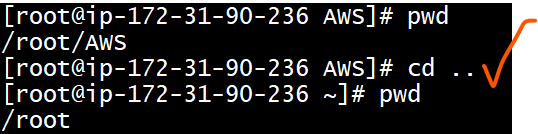 [root@ip-172-31-90-236 AWS]# pwd
/root/AWS
[root@ip-172-31-90-236 AWS]# cd ..
[root@ip-172-31-90-236 ~]# pwd
/root